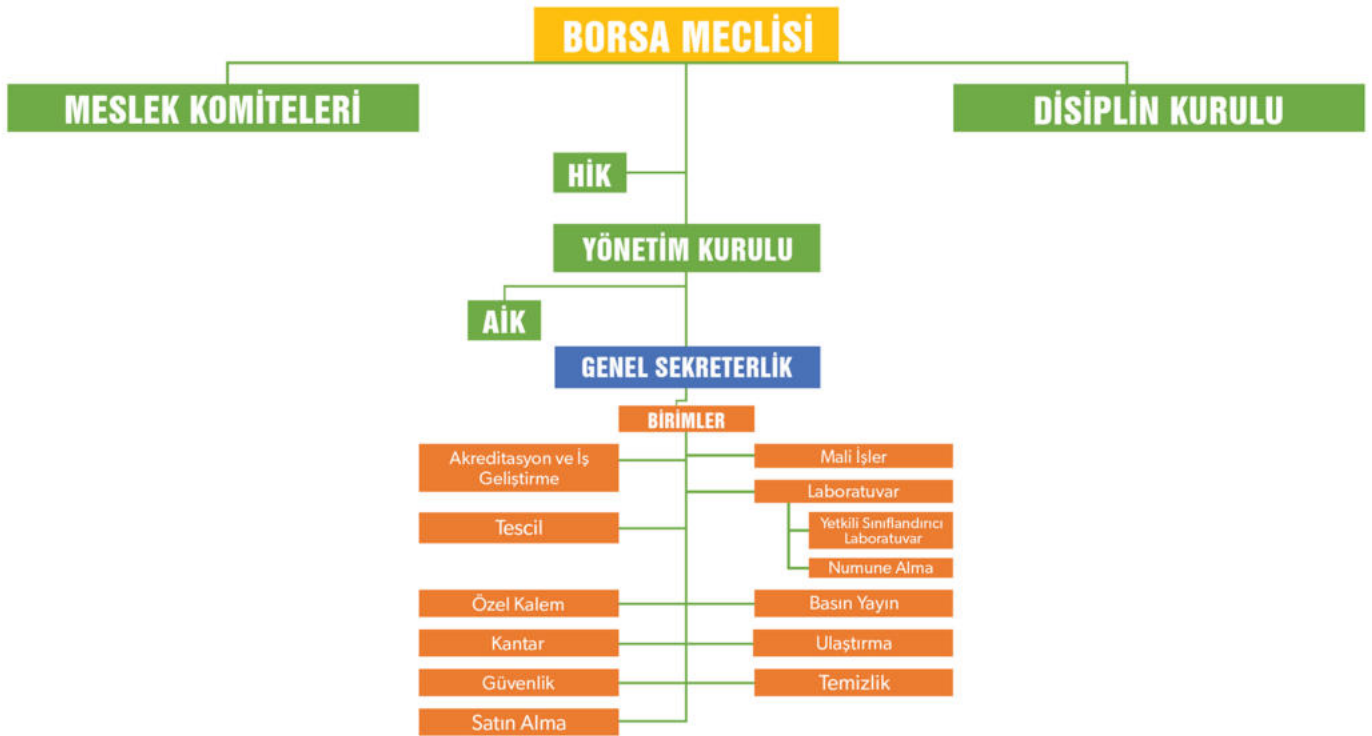 BORSA MECLİSİ
MESLEK KOMİTELERİ
DİSİPLİN KURULU
HİK
YÖNETİM KURULU
AİK
GENEL SEKRETERLİK
BİRİMLER
Akreditasyon ve İş
Geliştirme
Mali İşler
Laboratuvar
Tescil
Yetkili Sınıflandırıcı
Laboratuvar
Numune Alma
Özel Kalem
Basın Yayın
Kantar
Ulaştırma
Güvenlik
Temizlik
Satın Alma